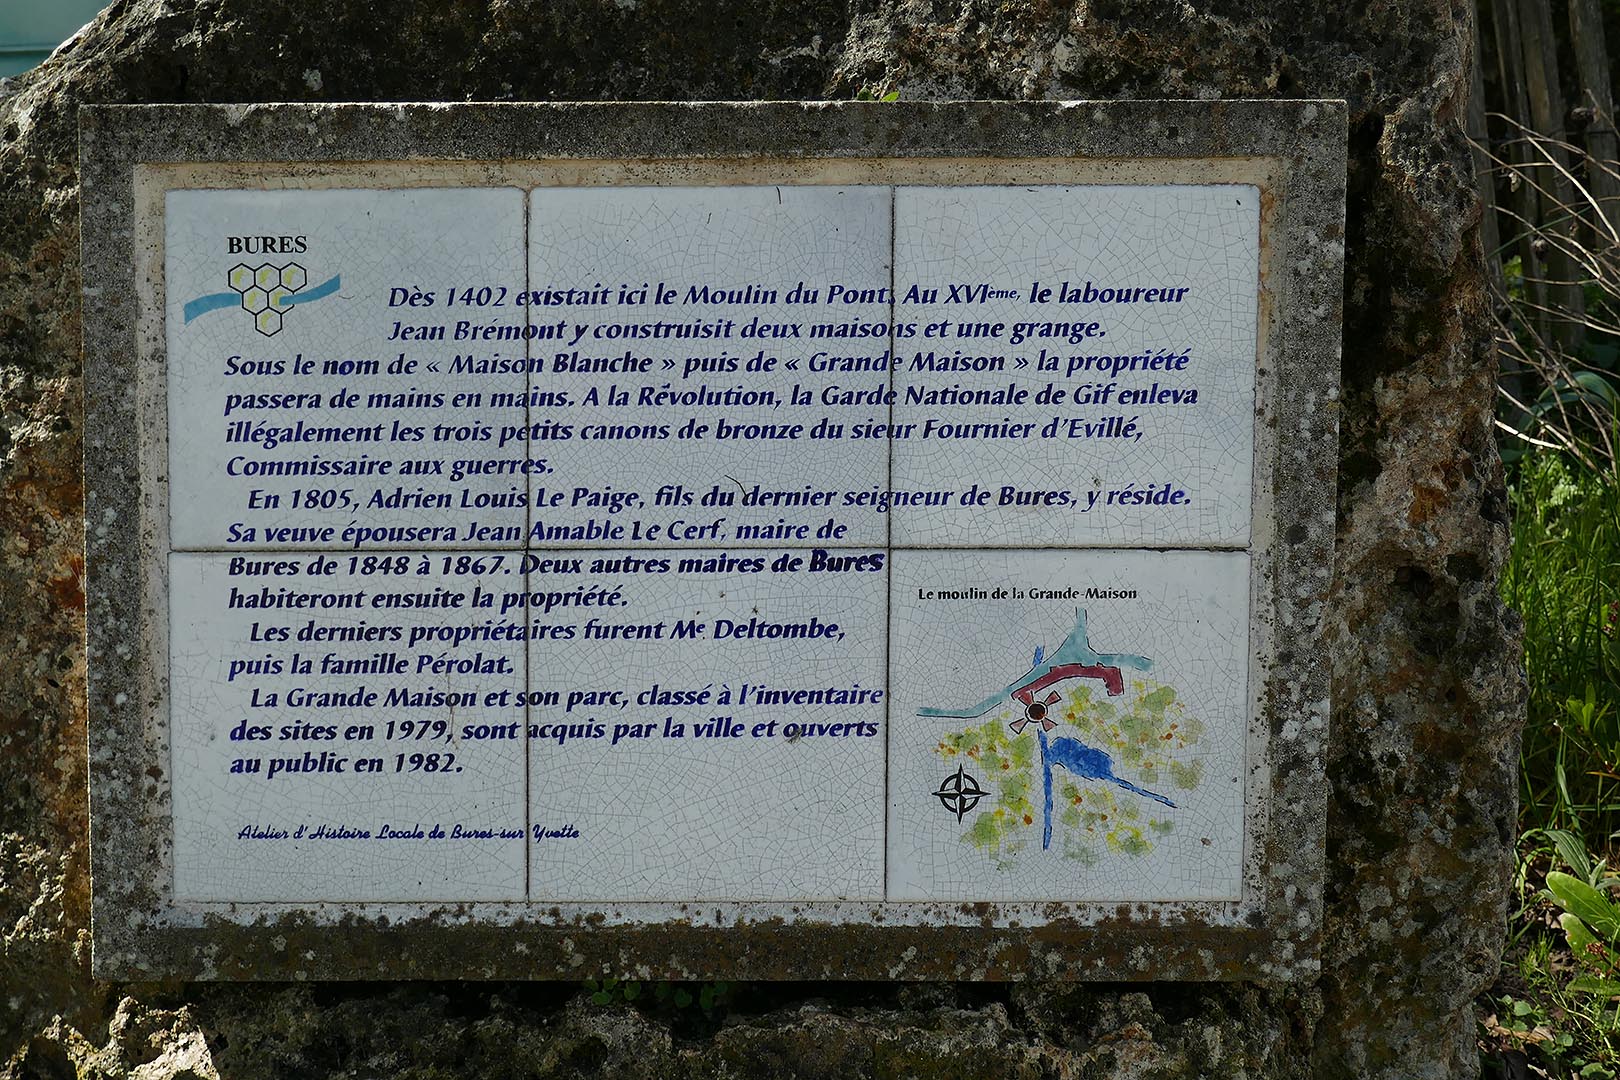 BURES
Dès 1402 existait ici le Moulin du Pont. Au XVIème, le laboureur
Jean Brémont y construisit deux maisons et une grange.
Sous le nom de « Maison Blanche » puis de « Grande Maison » la propriété
passera de mains en mains. A la Révolution, la Garde Nationale de Gif enleva
illégalement les trois petits canons de bronze du sieur Fournier d'Evillé,
Commissaire aux guerres.
En 1805, Adrien Louis Le Paige, fils du dernier seigneur de Bures, y réside.
Sa veuve épousera Jean Amable Le Cerf, maire de
Bures de 1848 à 1867. Deux autres maires de Bures
habiteront ensuite la propriété.
Les derniers propriétaires furent Me Deltombe,
puis la famille Pérolat.
La Grande Maison et son parc, classé à l'inventaire
des sites en 1979, sont acquis par la ville et ouverts
au public en 1982.
Atelier d'Histoire Locale de Bures-sur Yvette
Le moulin de la Grande-Maison